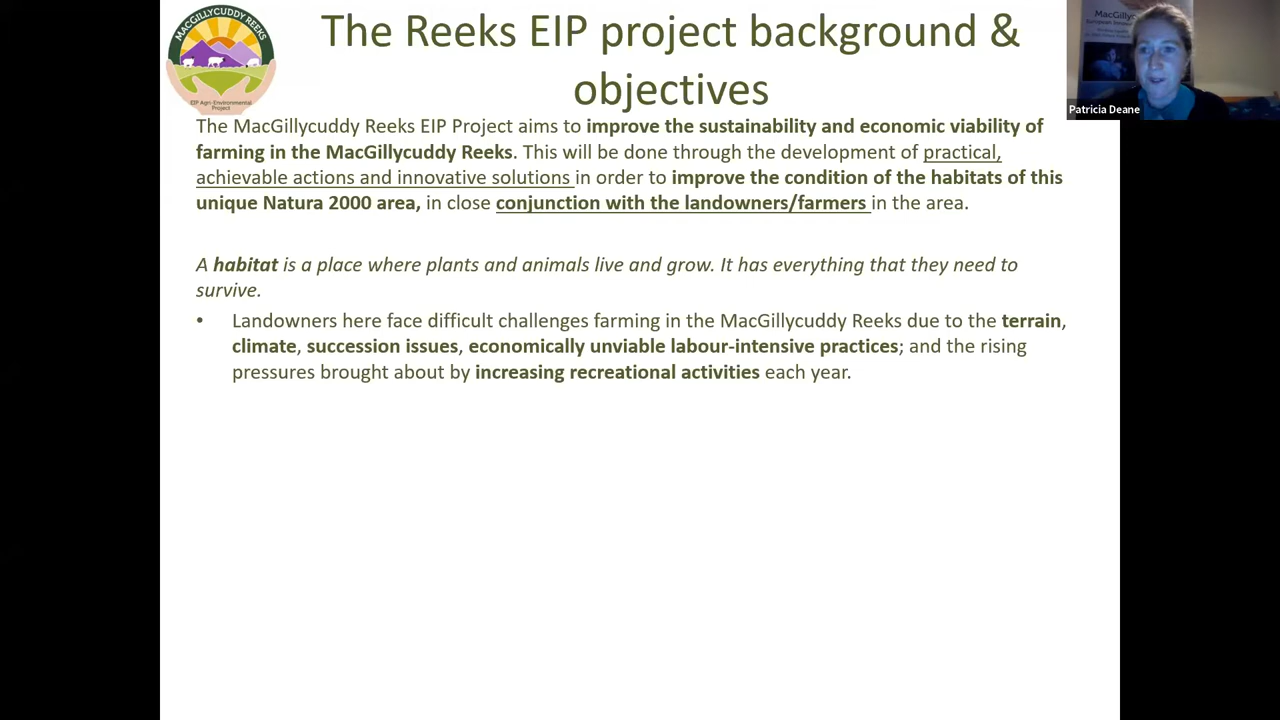 MACGILLYCUDDY REEKS
EIP Agri-Environmental
Project
The Reeks EIP project background &
objectives
MacGillyc
Patricia Deane
The MacGillycuddy Reeks EIP Project aims to improve the sustainability and economic viability of
farming in the MacGillycuddy Reeks. This will be done through the development of practical,
achievable actions and innovative solutions in order to improve the condition of the habitats of this
unique Natura 2000 area, in close conjunction with the landowners/farmers in the area.
A habitat is a place where plants and animals live and grow. It has everything that they need to
survive.
• Landowners here face difficult challenges farming in the MacGillycuddy Reeks due to the terrain,
climate, succession issues, economically unviable labour-intensive practices; and the rising
pressures brought about by increasing recreational activities each year.